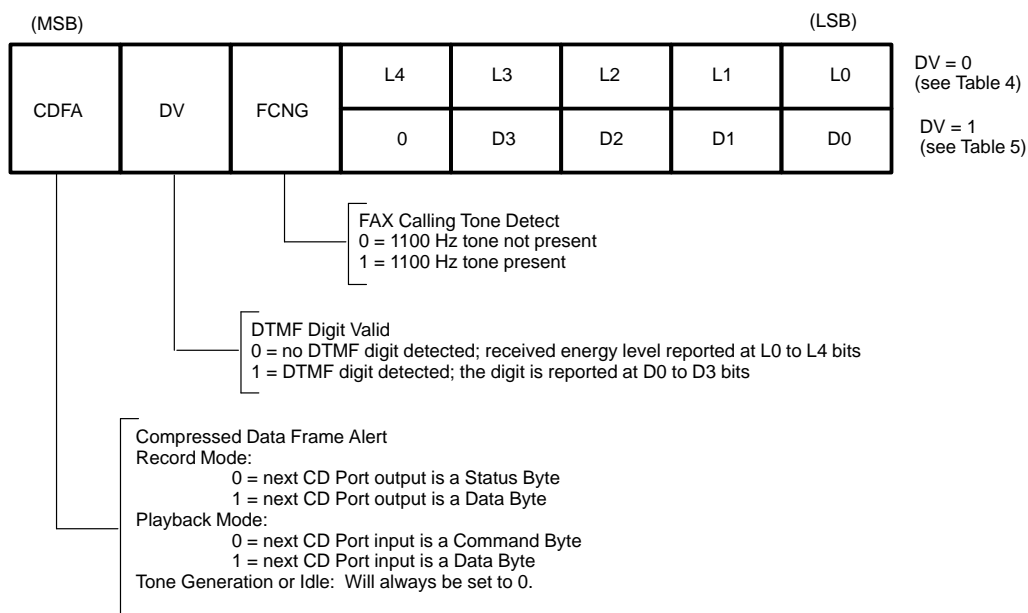 (MSB) (LSB)
CDFA DV FCNG L4 L3 L2 L1 L0 DV = 0
(see Table 4)
0 D3 D2 D1 D0 DV = 1
(see Table 5)
FAX Calling Tone Detect
0 = 1100 Hz tone not present
1 = 1100 Hz tone present
DTMF Digit Valid
0 = no DTMF digit detected; received energy level reported at L0 to L4 bits
1 = DTMF digit detected; the digit is reported at D0 to D3 bits
Compressed Data Frame Alert
Record Mode:
0 = next CD Port output is a Status Byte
1 = next CD Port output is a Data Byte
Playback Mode:
0 = next CD Port input is a Command Byte
1 = next CD Port input is a Data Byte
Tone Generation or Idle: Will always be set to 0.